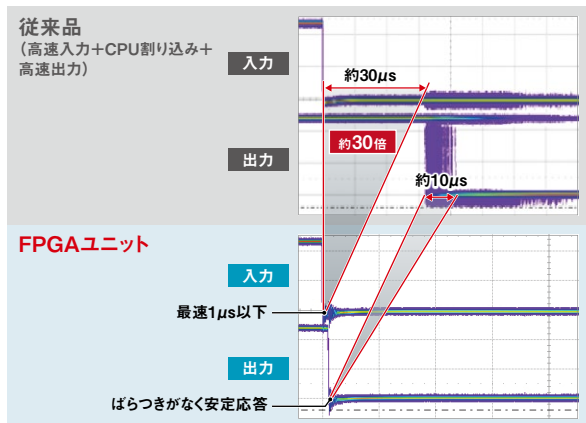 従来品
（高速入力＋CPU割り込み＋
高速出力）
入力
約30μs
約30倍
出力
約10μs
FPGAユニット
入力
最速1μs以下
出力
ばらつきがなく安定応答